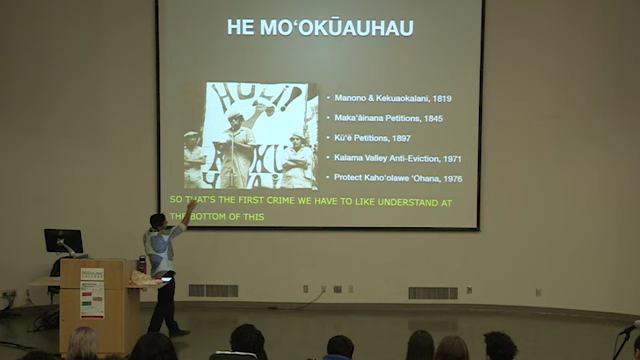 HE MOʻOKŪAUHAU
HULI!
• Manono & Kekuaokalani, 1819
• Makaʻāinana Petitions, 1845
• Kūʻē Petitions, 1897
• Kalama Valley Anti-Eviction, 1971
• Protect Kahoʻolawe ʻOhana, 1976
SO THAT'S THE FIRST CRIME WE HAVE TO LIKE UNDERSTAND AT
THE BOTTOM OF THIS